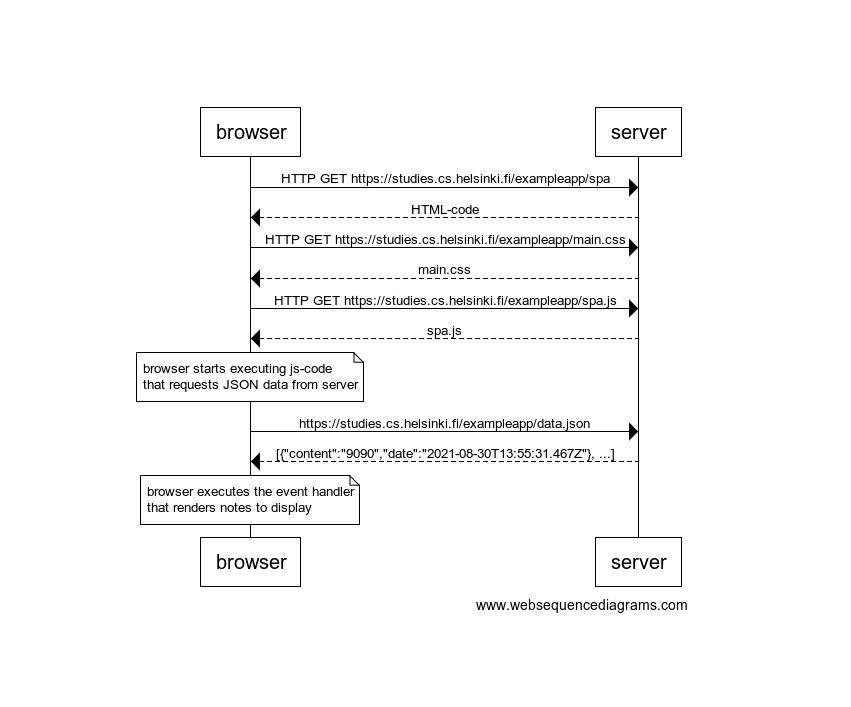 browser
server
HTTP GET https://studies.cs.helsinki.fi/exampleapp/spa
HTML-code
HTTP GET https://studies.cs.helsinki.fi/exampleapp/main.css
main.css
HTTP GET https://studies.cs.helsinki.fi/exampleapp/spa.js
spa.js
browser starts executing js-code
that requests JSON data from server
https://studies.cs.helsinki.fi/exampleapp/data.json
[{"content":"9090","date":"2021-08-30T13:55:31.467Z"}, ...]
browser executes the event handler
that renders notes to display
browser
server
www.websequencediagrams.com